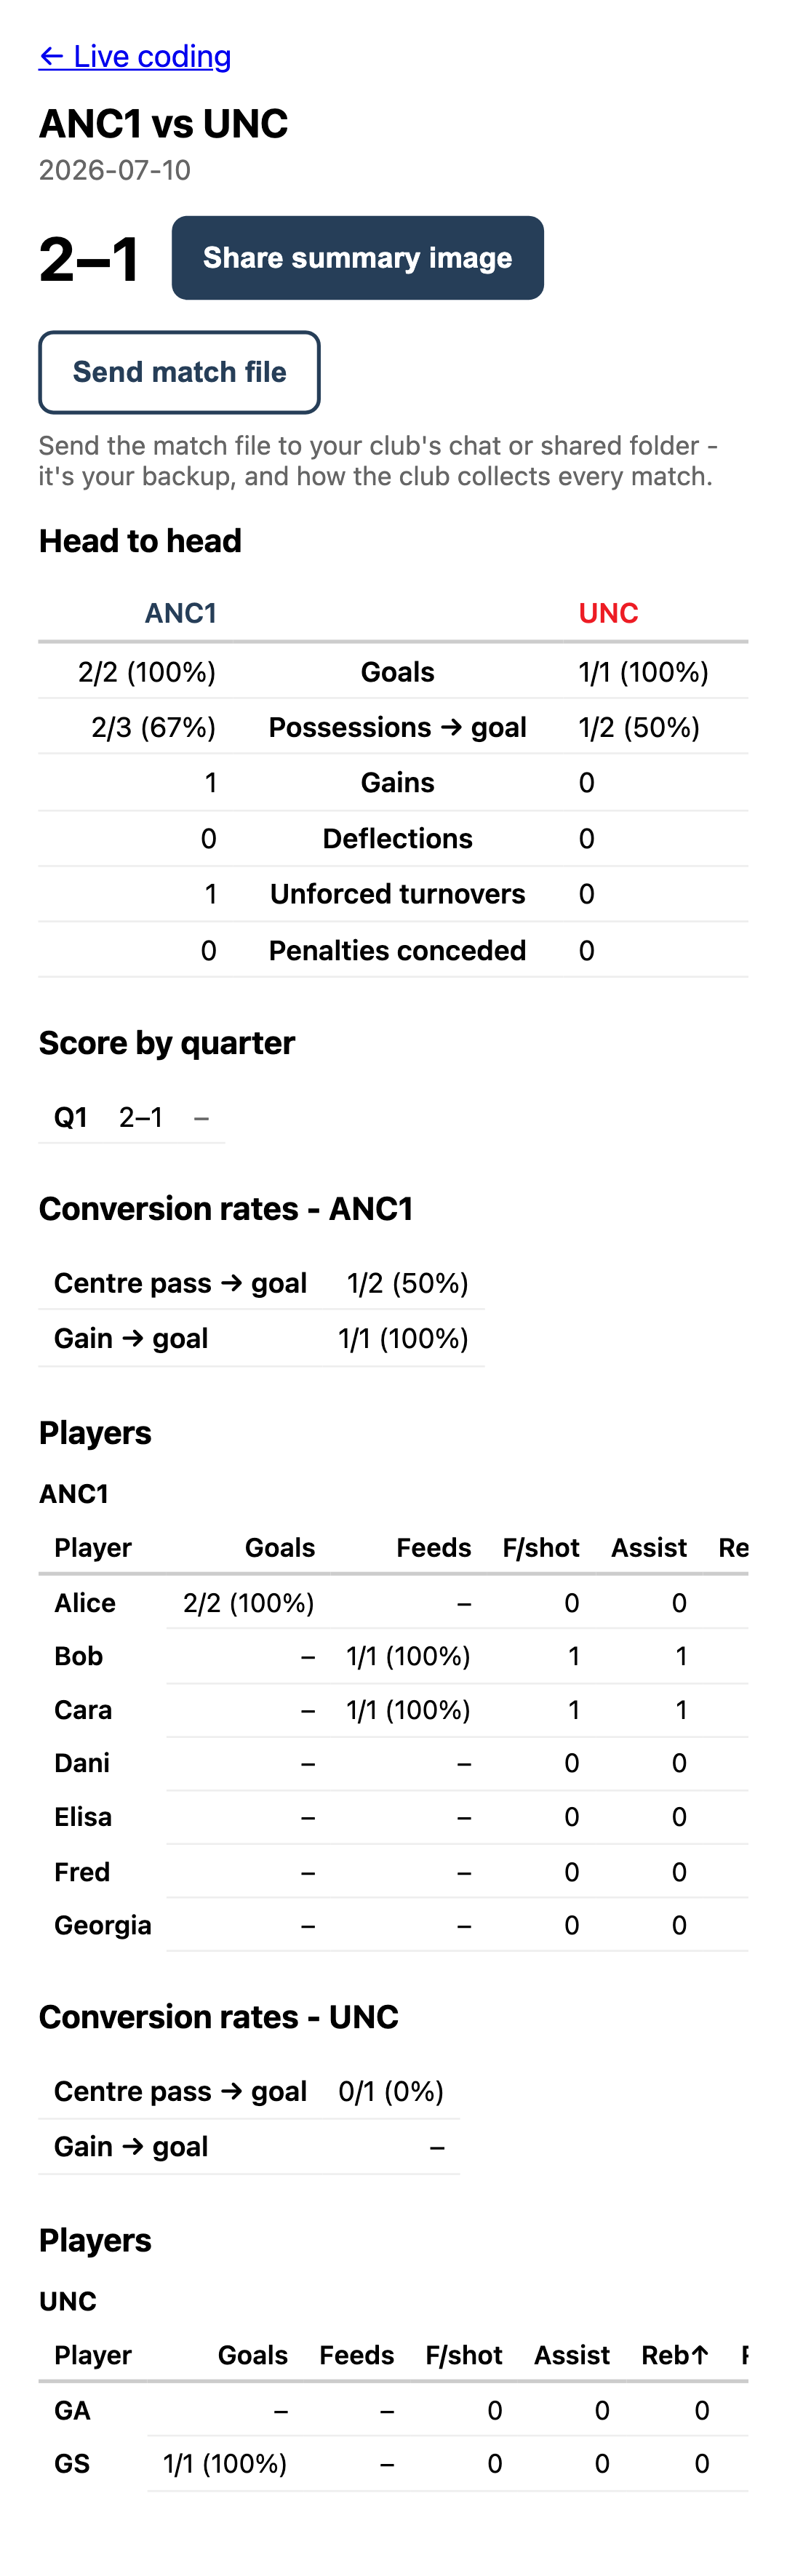 ← Live coding
ANC1 vs UNC
2026-07-10
2–1 Share summary image
Send match file
Send the match file to your club's chat or shared folder -
it's your backup, and how the club collects every match.
Head to head
ANC1 UNC
2/2 (100%) Goals 1/1 (100%)
2/3 (67%) Possessions → goal 1/2 (50%)
1 Gains 0
0 Deflections 0
1 Unforced turnovers 0
0 Penalties conceded 0
Score by quarter
Q1 2–1 –
Conversion rates - ANC1
Centre pass → goal 1/2 (50%)
Gain → goal 1/1 (100%)
Players
ANC1
Player Goals Feeds F/shot Assist Re
Alice 2/2 (100%) – 0 0
Bob – 1/1 (100%) 1 1
Cara – 1/1 (100%) 1 1
Dani – – 0 0
Elisa – – 0 0
Fred – – 0 0
Georgia – – 0 0
Conversion rates - UNC
Centre pass → goal 0/1 (0%)
Gain → goal –
Players
UNC
Player Goals Feeds F/shot Assist Reb↑
GA – – 0 0 0
GS 1/1 (100%) – 0 0 0